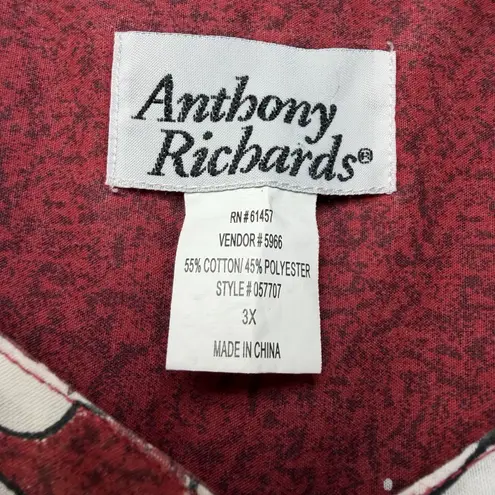 Anthony
Richards®
RN#61457
VENDOR#5966
55% COTTON/ 45% POLYESTER
STYLE# 057707
3X
MADE IN CHINA